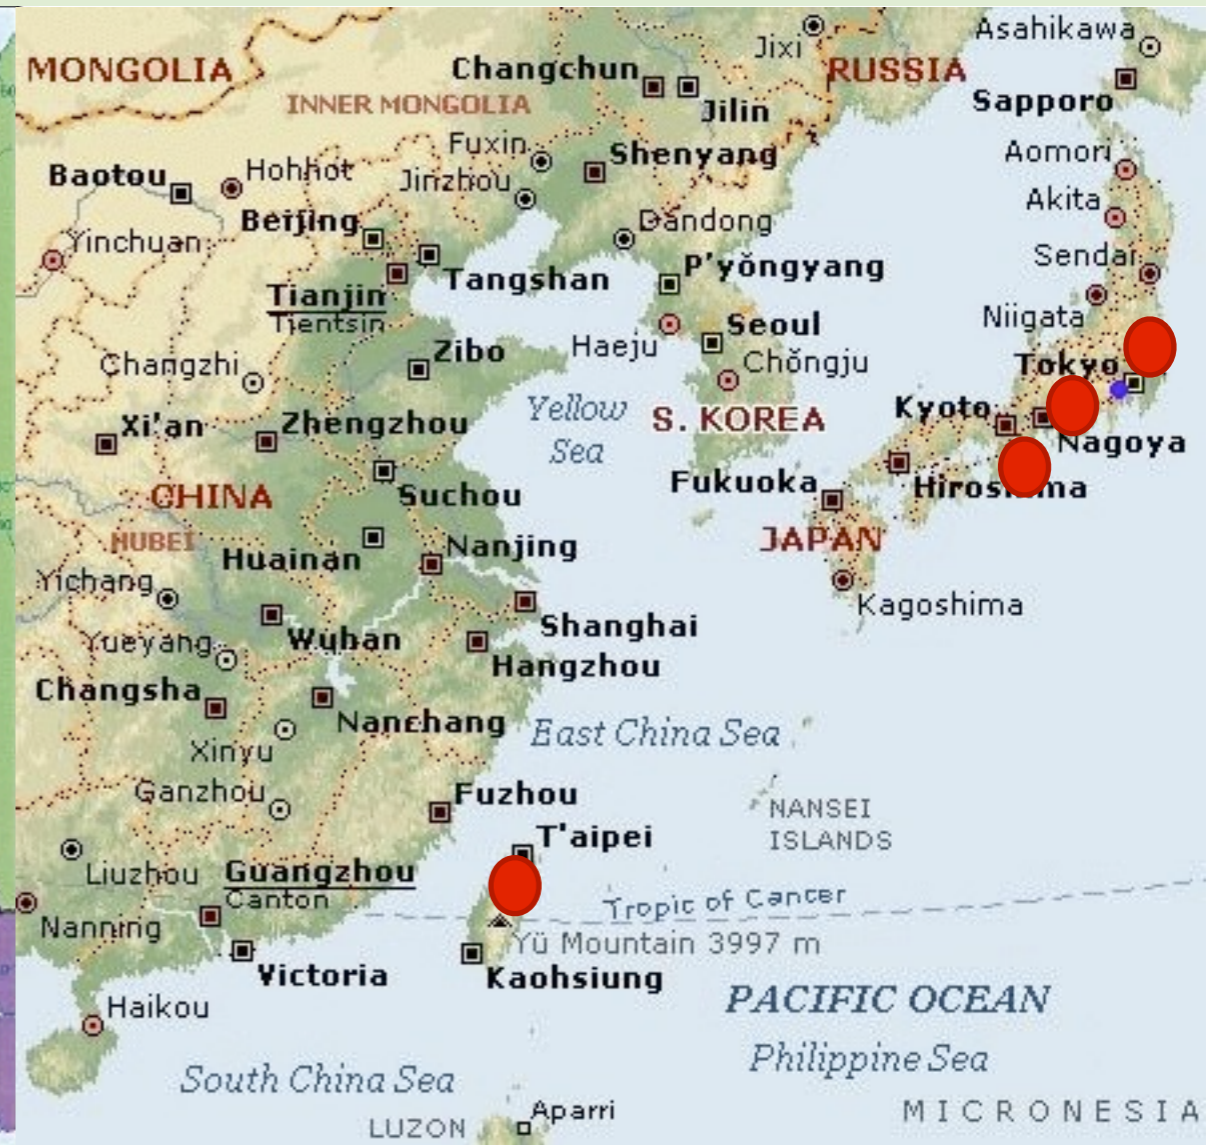 Asahikawa
Jixi
MONGOLIA
Changchun
RUSSIA
INNER MONGOLIA
Sapporo
Jilin
Fuxin
Shenyang
Aomori
Baotou
Hohhot
Jinzhou
Akita
Beijing
Dandong
Yinchuan
Sendai
P'yŏngyang
Tangshan
Tianjin
Tientsin
Niigata
Seoul
Haeju
Zibo
Chŏngju
Changzhi
Tokyo
Yellow
Sea
Kyoto
S. KOREA
Xi'an
Zhengzhou
Nagoya
Fukuoka
CHINA
Suchou
JAPAN
HUBEI
Nanjing
Huainan
Yichang
Kagoshima
Shanghai
Yueyang
Wuhan
Hangzhou
Changsha
Nanchang
East China Sea
Xinyu
Ganzhou
Fuzhou
NANSEI
ISLANDS
T'aipei
Liuzhou
Guangzhou
Canton
Tropic of Cancer
Nanning
Yü Mountain 3997 m
Victoria
Kaohsiung
PACIFIC OCEAN
Haikou
Philippine Sea
South China Sea
Aparri
MICRONESIA
LUZON